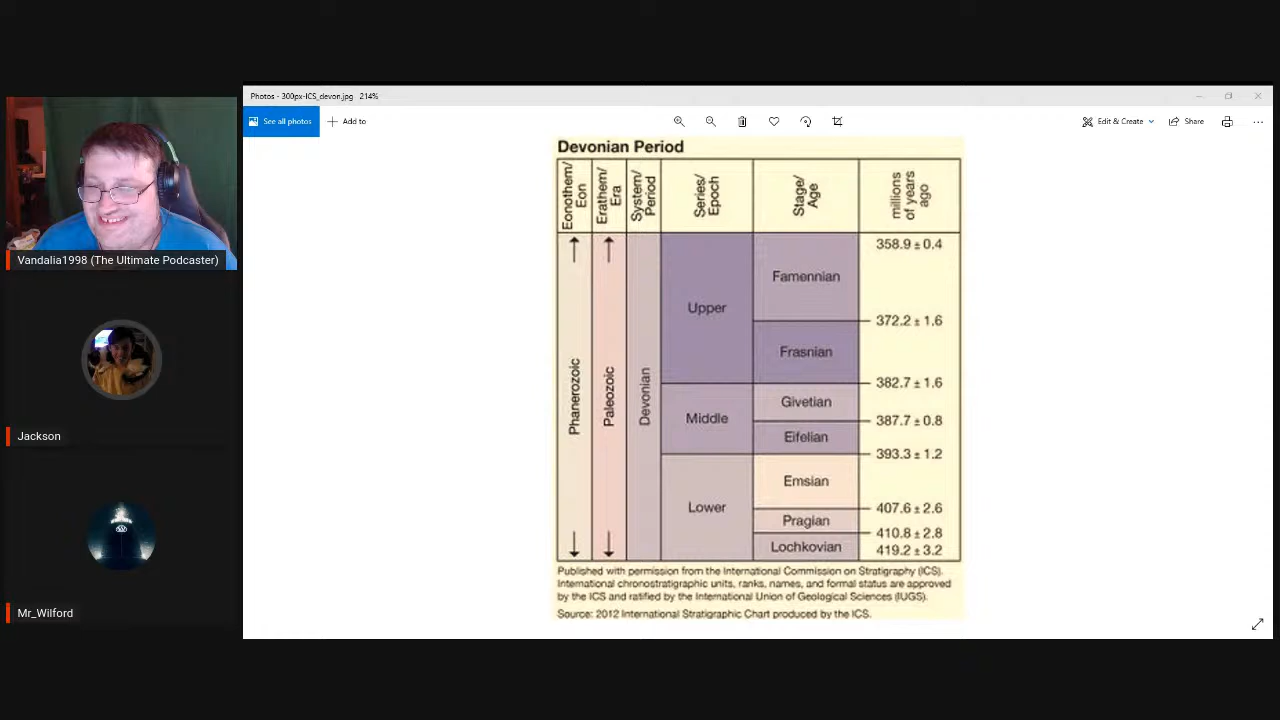 Photos - 300px-ICS_devon.jpg 214%
See all photos
Add to
Edit & Create
Share
Vandalia1998 (The Ultimate Podcaster)
Jackson
Mr_Wilford
Devonian Period
Eonothem/
Eon
Erathem/
Era
System/
Period
Series/
Epoch
Stage/
Age
millions
of years
ago
Phanerozoic
Paleozoic
Devonian
Upper
Middle
Lower
Famennian
Frasnian
Givetian
Eifelian
Emsian
Pragian
Lochkovian
358.9 ± 0.4
372.2 ± 1.6
382.7 ± 1.6
387.7 ± 0.8
393.3 ± 1.2
407.6 ± 2.6
410.8 ± 2.8
419.2 ± 3.2
Published with permission from the International Commission on Stratigraphy (ICS).
International chronostratigraphic units, ranks, names, and formal status are approved
by the ICS and ratified by the International Union of Geological Sciences (IUGS).
Source: 2012 International Stratigraphic Chart produced by the ICS.